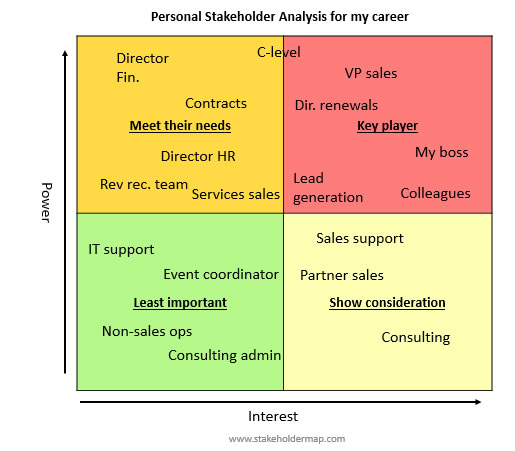 Personal Stakeholder Analysis for my career
C-level
Director
Fin.
VP sales
Contracts
Dir. renewals
Meet their needs
Key player
My boss
Director HR
Rev rec. team
Services sales
Lead
generation
Colleagues
Power
Sales support
IT support
Event coordinator
Partner sales
Least important
Show consideration
Non-sales ops
Consulting
Consulting admin
Interest
www.stakeholdermap.com